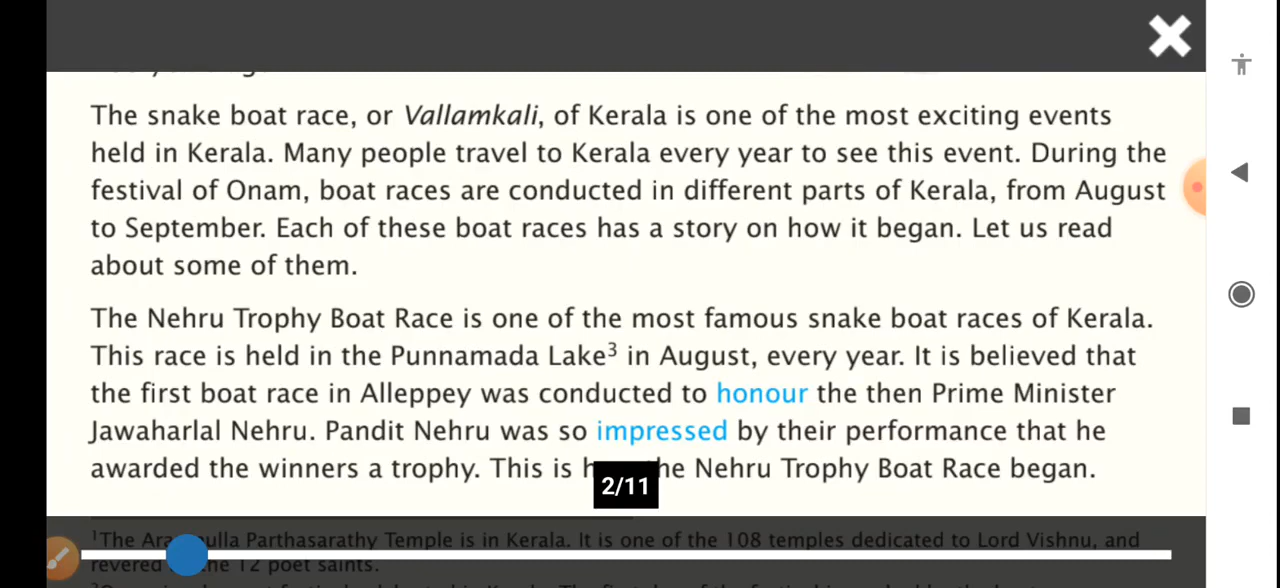 The snake boat race, or Vallamkali, of Kerala is one of the most exciting events
held in Kerala. Many people travel to Kerala every year to see this event. During the
festival of Onam, boat races are conducted in different parts of Kerala, from August
to September. Each of these boat races has a story on how it began. Let us read
about some of them.
The Nehru Trophy Boat Race is one of the most famous snake boat races of Kerala.
This race is held in the Punnamada Lake³ in August, every year. It is believed that
the first boat race in Alleppey was conducted to honour the then Prime Minister
Jawaharlal Nehru. Pandit Nehru was so impressed by their performance that he
awarded the winners a trophy. This is the Nehru Trophy Boat Race began.
2/11
¹The Parthasarathy Temple is in Kerala. It is one of the 108 temples dedicated to Lord Vishnu, and
revered the 12 poet saints.